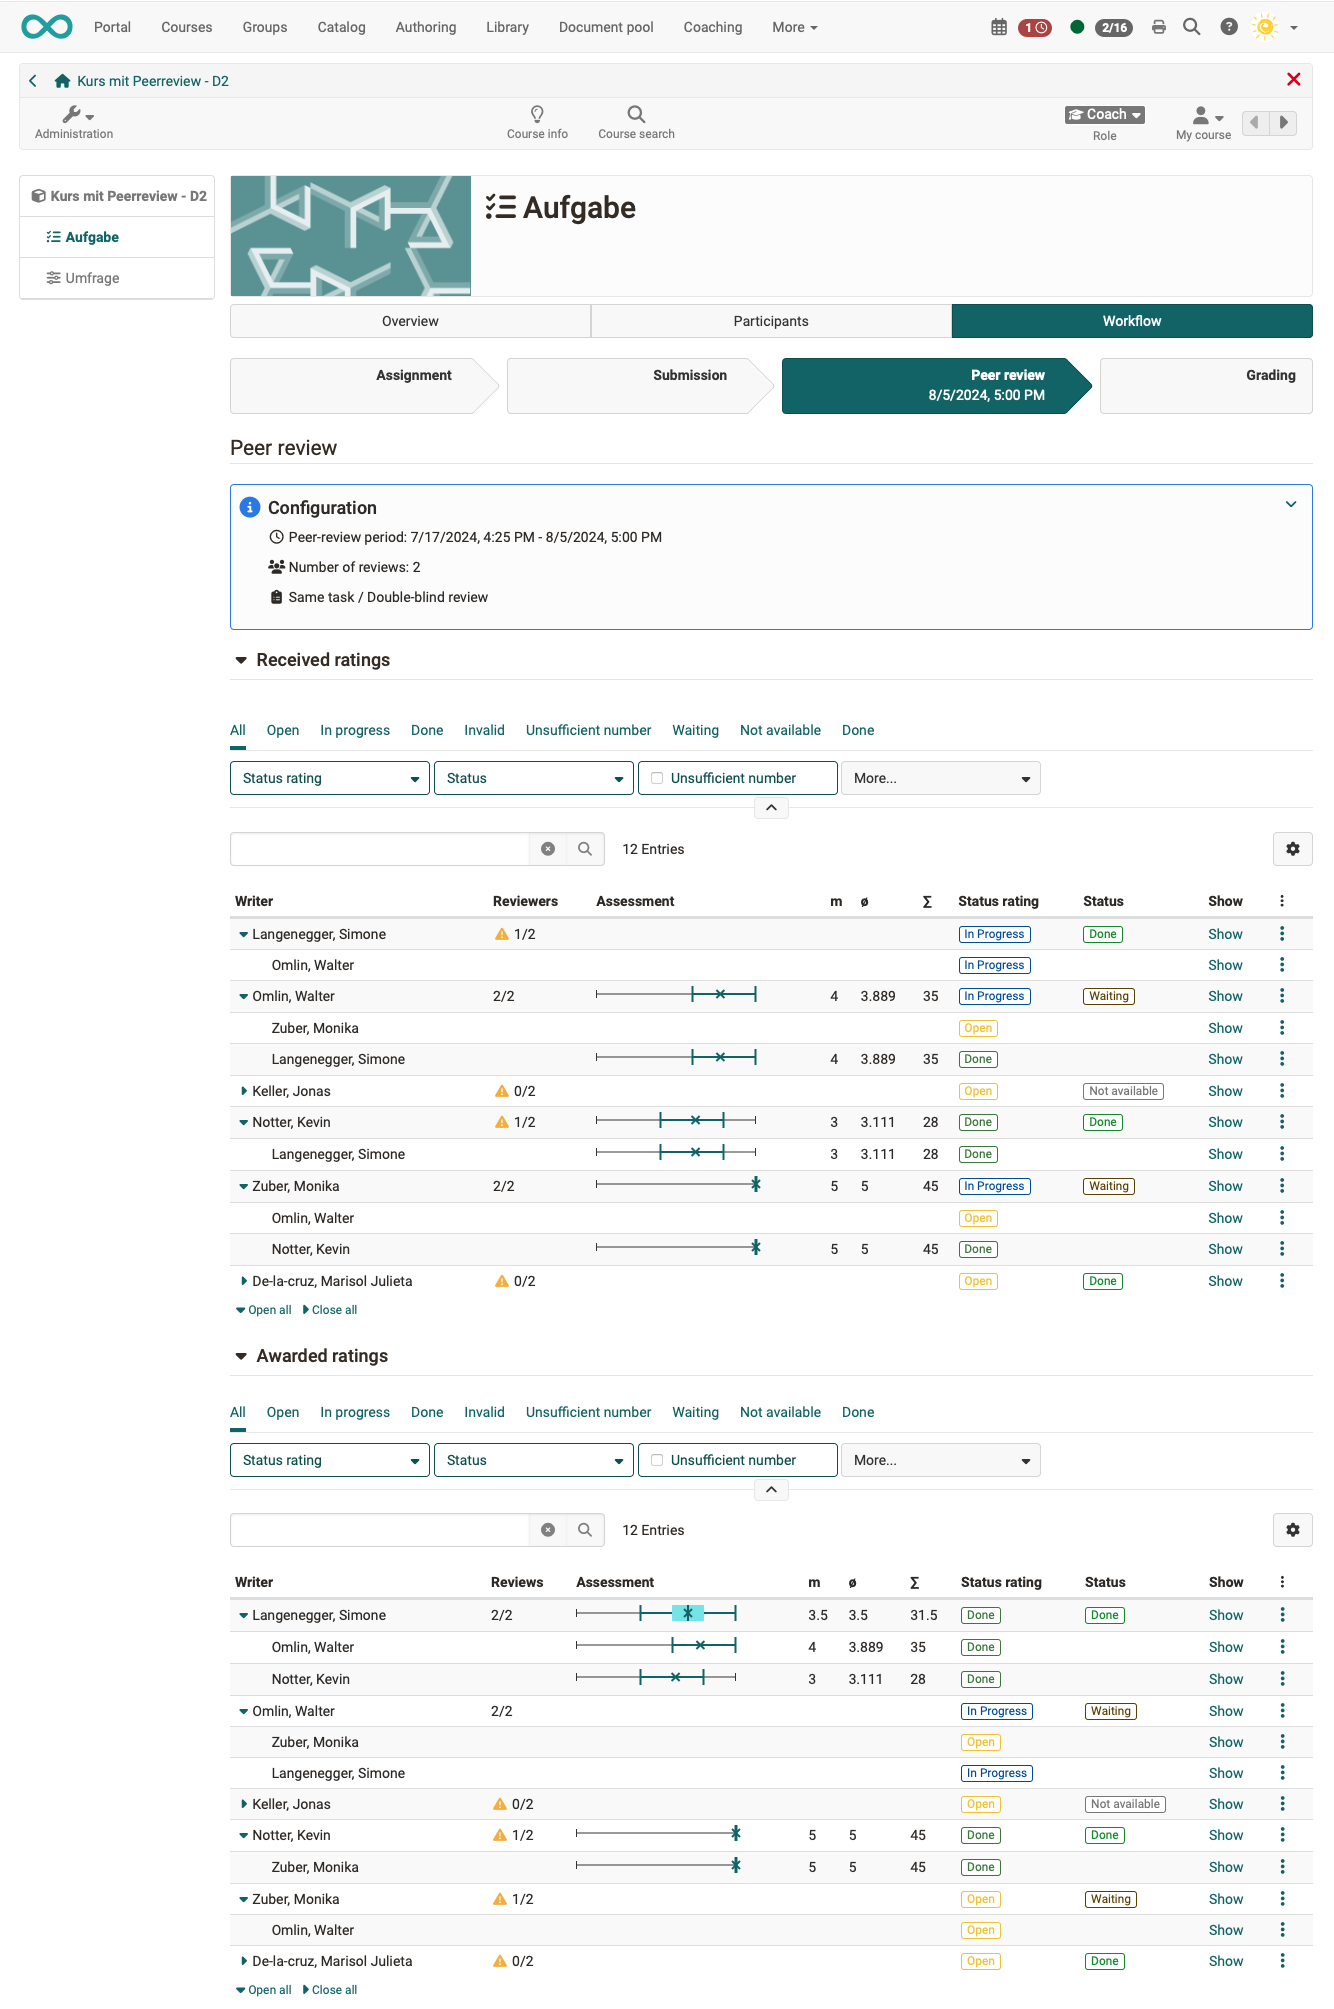 Portal Courses Groups Catalog Authoring Library Document pool Coaching More 1 2/16
Kurs mit Peerreview - D2
Administration Course info Course search Coach Role My course
Kurs mit Peerreview - D2
Aufgabe
Umfrage
Aufgabe
Overview Participants Workflow
Assignment Submission Peer review Grading
8/5/2024, 5:00 PM
Peer review
Configuration
Peer-review period: 7/17/2024, 4:25 PM - 8/5/2024, 5:00 PM
Number of reviews: 2
Same task / Double-blind review
Received ratings
All Open In progress Done Invalid Unsufficient number Waiting Not available Done
Status rating Status Unsufficient number More...
12 Entries
Writer Reviewers Assessment m ø Σ Status rating Status Show
Langenegger, Simone 1/2 In Progress Done Show
Omlin, Walter In Progress Show
Omlin, Walter 2/2 4 3.889 35 In Progress Waiting Show
Zuber, Monika Open Show
Langenegger, Simone 4 3.889 35 Done Show
Keller, Jonas 0/2 Open Not available Show
Notter, Kevin 1/2 3 3.111 28 Done Done Show
Langenegger, Simone 3 3.111 28 Done Show
Zuber, Monika 2/2 5 5 45 In Progress Waiting Show
Omlin, Walter Open Show
Notter, Kevin 5 5 45 Done Show
De-la-cruz, Marisol Julieta 0/2 Open Done Show
Open all Close all
Awarded ratings
All Open In progress Done Invalid Unsufficient number Waiting Not available Done
Status rating Status Unsufficient number More...
12 Entries
Writer Reviews Assessment m ø Σ Status rating Status Show
Langenegger, Simone 2/2 3.5 3.5 31.5 Done Done Show
Omlin, Walter 4 3.889 35 Done Show
Notter, Kevin 3 3.111 28 Done Show
Omlin, Walter 2/2 In Progress Waiting Show
Zuber, Monika Open Show
Langenegger, Simone In Progress Show
Keller, Jonas 0/2 Open Not available Show
Notter, Kevin 1/2 5 5 45 Done Done Show
Zuber, Monika 5 5 45 Done Show
Zuber, Monika 1/2 Open Waiting Show
Omlin, Walter Open Show
De-la-cruz, Marisol Julieta 0/2 Open Done Show
Open all Close all